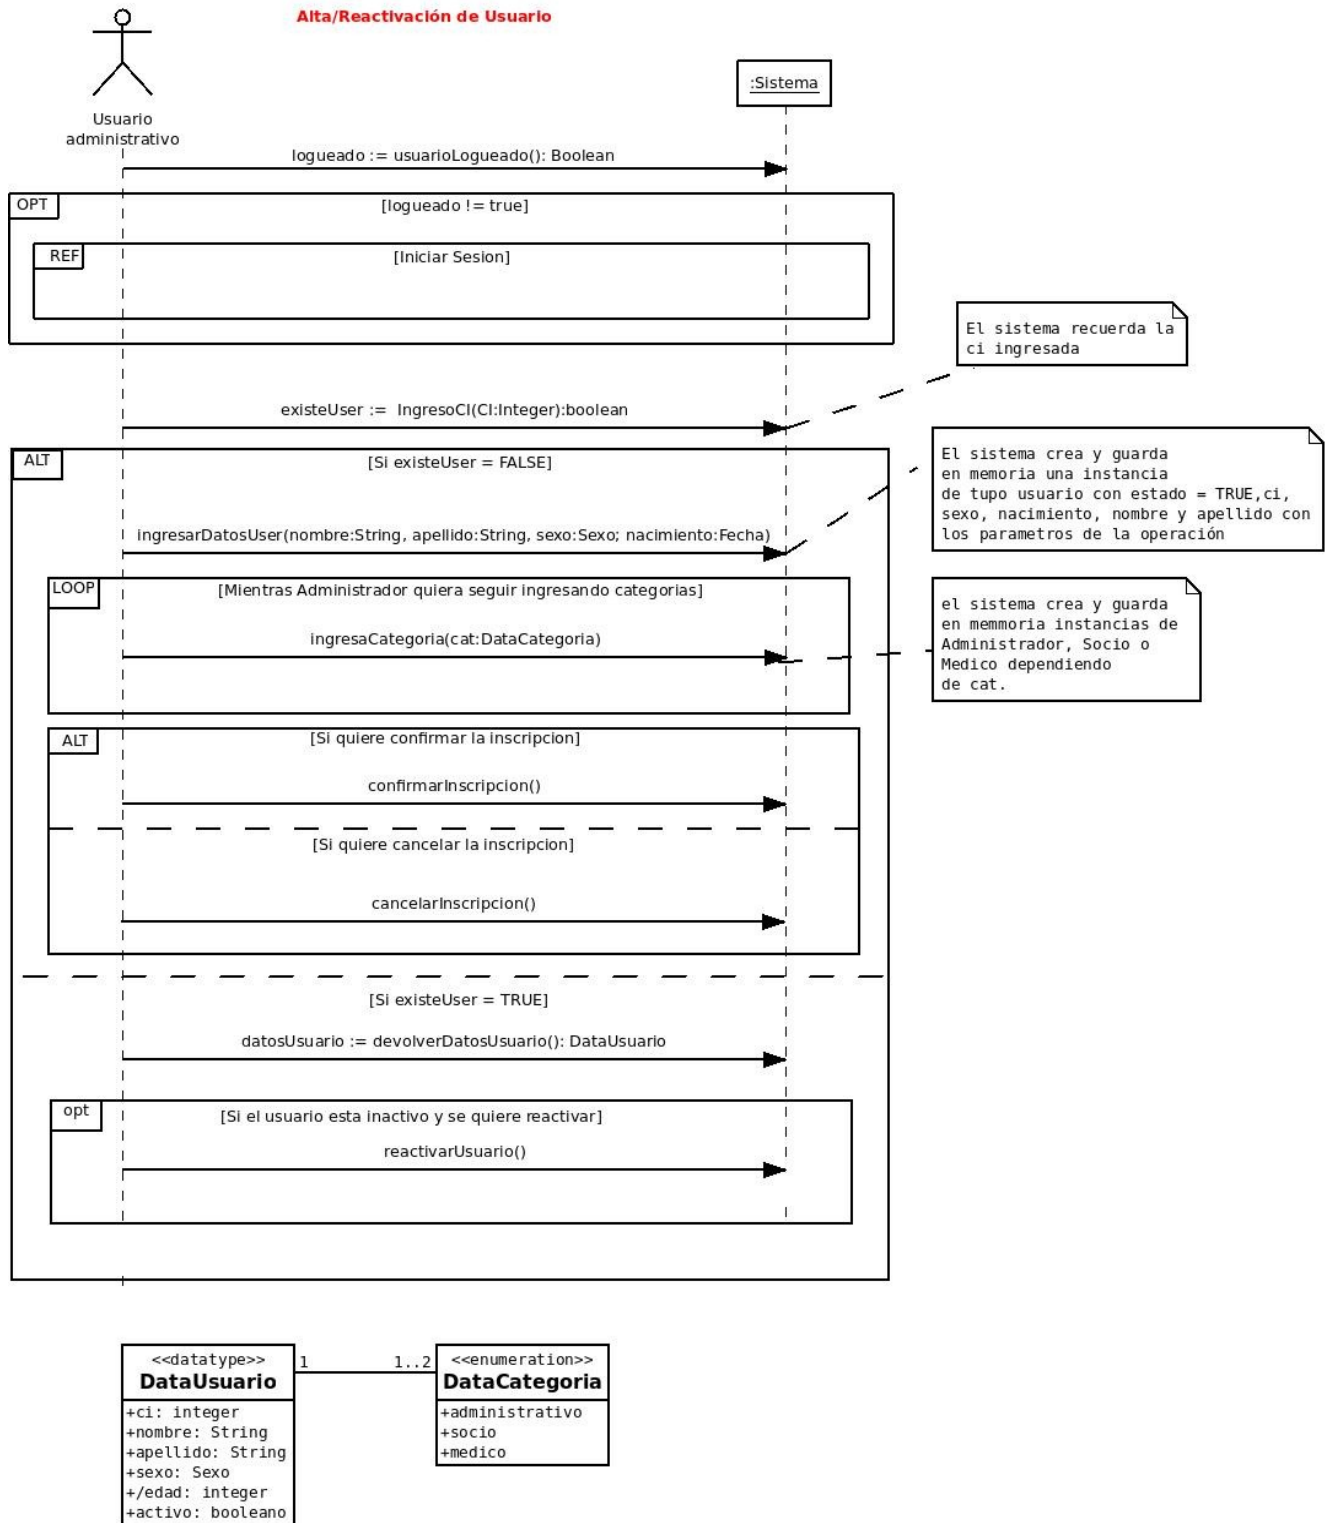 Alta/Reactivación de Usuario
:Sistema
Usuario
administrativo
logueado := usuarioLogueado(): Boolean
OPT
[logueado != true]
REF
[Iniciar Sesion]
El sistema recuerda la
ci ingresada
existeUser :=  IngresoCI(CI:Integer):boolean
ALT
[Si existeUser = FALSE]
El sistema crea y guarda
en memoria una instancia
de tupo usuario con estado = TRUE,ci,
sexo, nacimiento, nombre y apellido con
los parametros de la operación
ingresarDatosUser(nombre:String, apellido:String, sexo:Sexo; nacimiento:Fecha)
LOOP
[Mientras Administrador quiera seguir ingresando categorias]
ingresaCategoria(cat:DataCategoria)
el sistema crea y guarda
en memmoria instancias de
Administrador, Socio o
Medico dependiendo
de cat.
ALT
[Si quiere confirmar la inscripcion]
confirmarInscripcion()
[Si quiere cancelar la inscripcion]
cancelarInscripcion()
[Si existeUser = TRUE]
datosUsuario := devolverDatosUsuario(): DataUsuario
opt
[Si el usuario esta inactivo y se quiere reactivar]
reactivarUsuario()
<<datatype>>
DataUsuario
+ci: integer
+nombre: String
+apellido: String
+sexo: Sexo
+/edad: integer
+activo: booleano
1
1..2
<<enumeration>>
DataCategoria
+administrativo
+socio
+medico